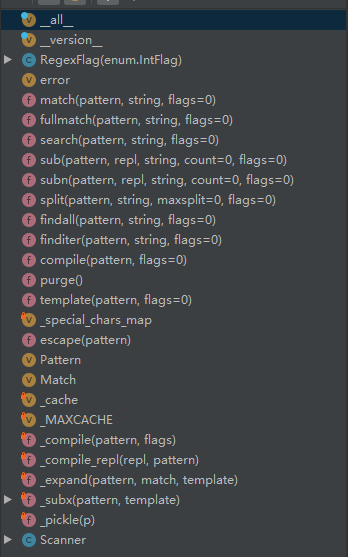 __all__
__version__
RegexFlag(enum.IntFlag)
error
match(pattern, string, flags=0)
fullmatch(pattern, string, flags=0)
search(pattern, string, flags=0)
sub(pattern, repl, string, count=0, flags=0)
subn(pattern, repl, string, count=0, flags=0)
split(pattern, string, maxsplit=0, flags=0)
findall(pattern, string, flags=0)
finditer(pattern, string, flags=0)
compile(pattern, flags=0)
purge()
template(pattern, flags=0)
_special_chars_map
escape(pattern)
Pattern
Match
_cache
_MAXCACHE
_compile(pattern, flags)
_compile_repl(repl, pattern)
_expand(pattern, match, template)
_subx(pattern, template)
_pickle(p)
Scanner